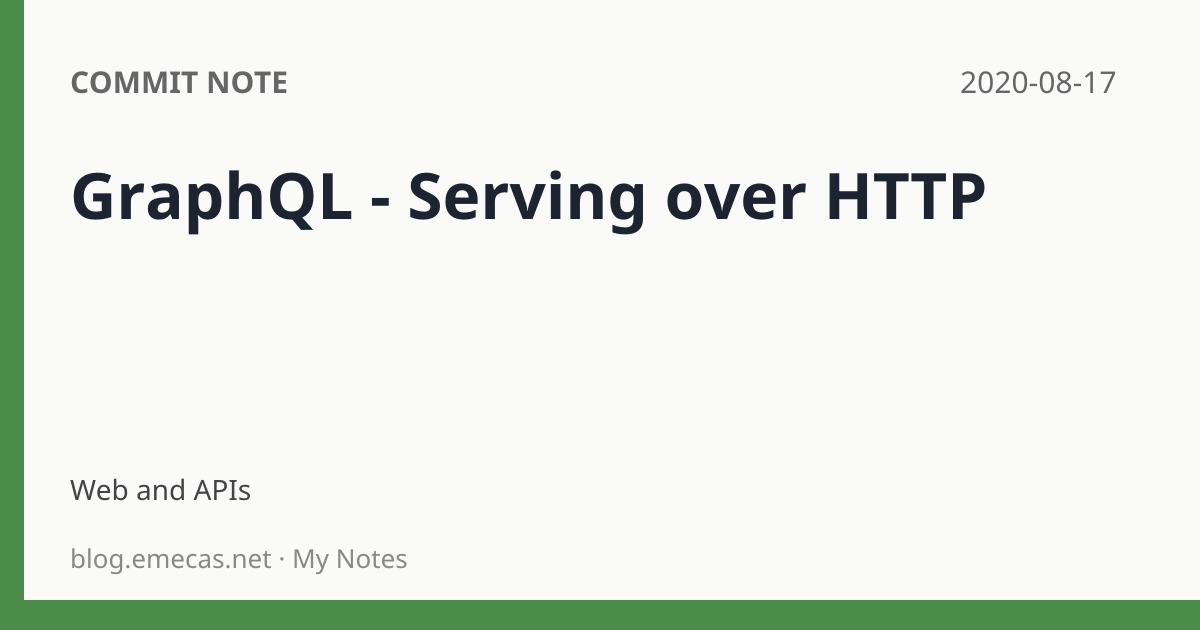 COMMIT NOTE 2020-08-17
GraphQL - Serving over HTTP
Web and APIs
blog.emecas.net · My Notes